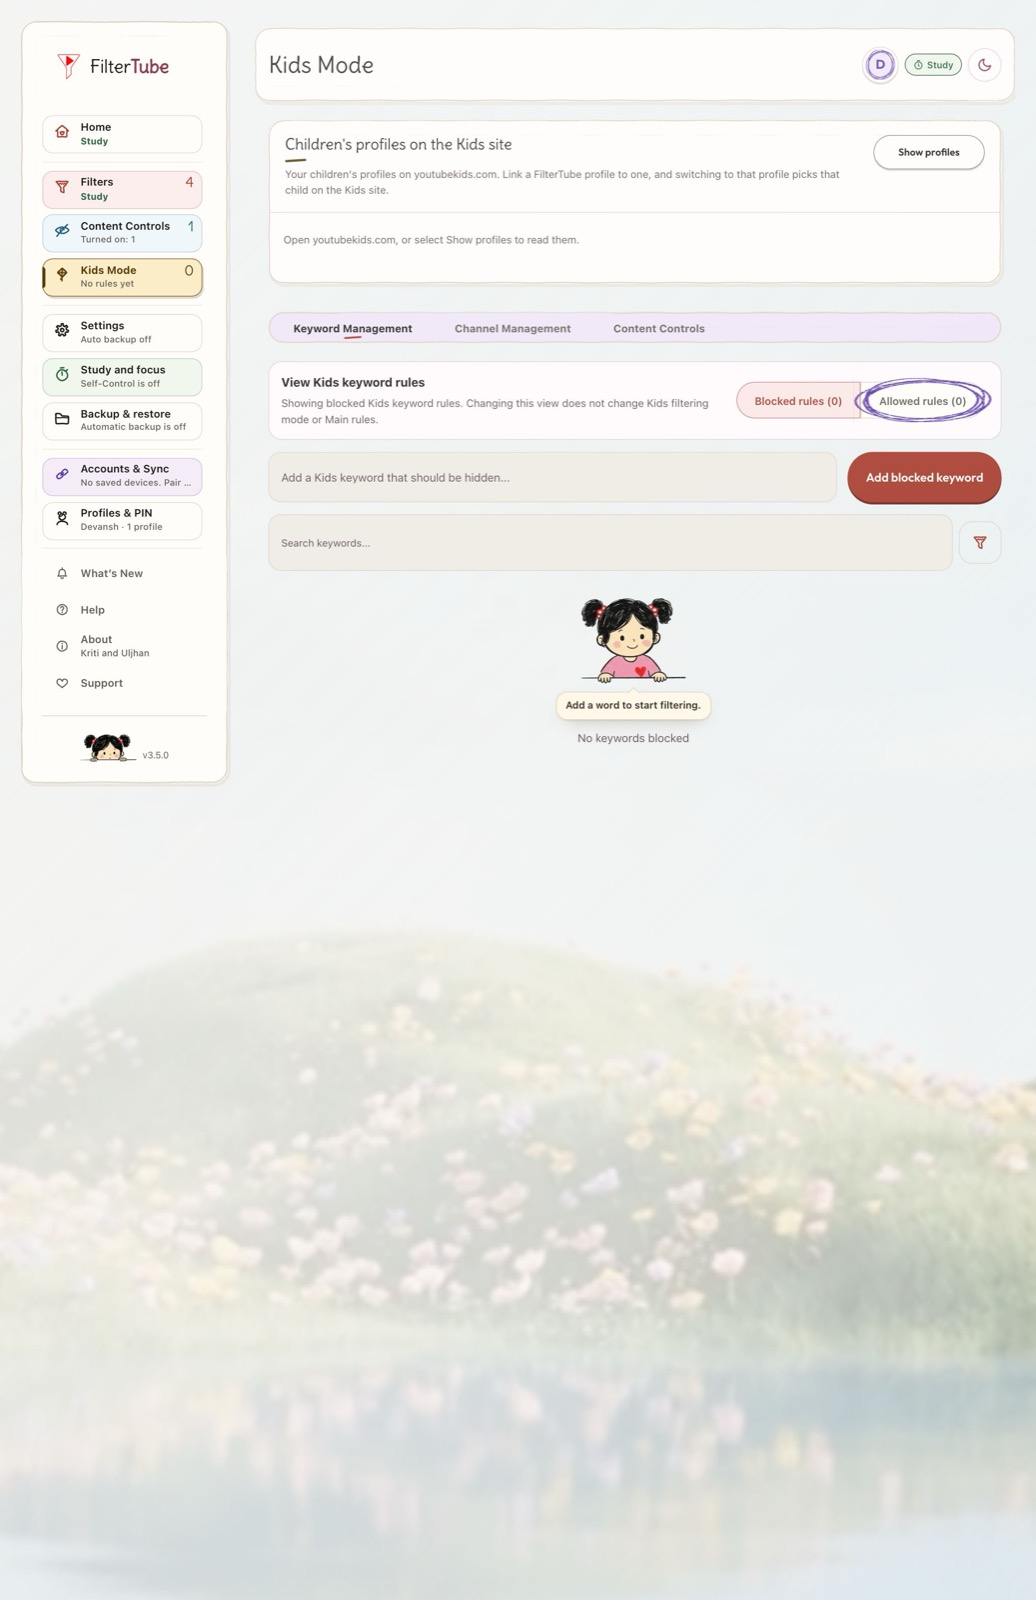 FilterTube
Home
Study
Filters
4
Study
Content Controls
1
Turned on: 1
Kids Mode
0
No rules yet
Settings
Auto backup off
Study and focus
Self-Control is off
Backup & restore
Automatic backup is off
Accounts & Sync
No saved devices. Pair ...
Profiles & PIN
Devansh · 1 profile
What's New
Help
About
Kriti and Uljhan
Support
v3.5.0
Kids Mode
D
Study
Children's profiles on the Kids site
Show profiles
Your children's profiles on youtubekids.com. Link a FilterTube profile to one, and switching to that profile picks that
child on the Kids site.
Open youtubekids.com, or select Show profiles to read them.
Keyword Management
Channel Management
Content Controls
View Kids keyword rules
Showing blocked Kids keyword rules. Changing this view does not change Kids filtering
mode or Main rules.
Blocked rules (0)
Allowed rules (0)
Add a Kids keyword that should be hidden...
Add blocked keyword
Search keywords...
Add a word to start filtering.
No keywords blocked